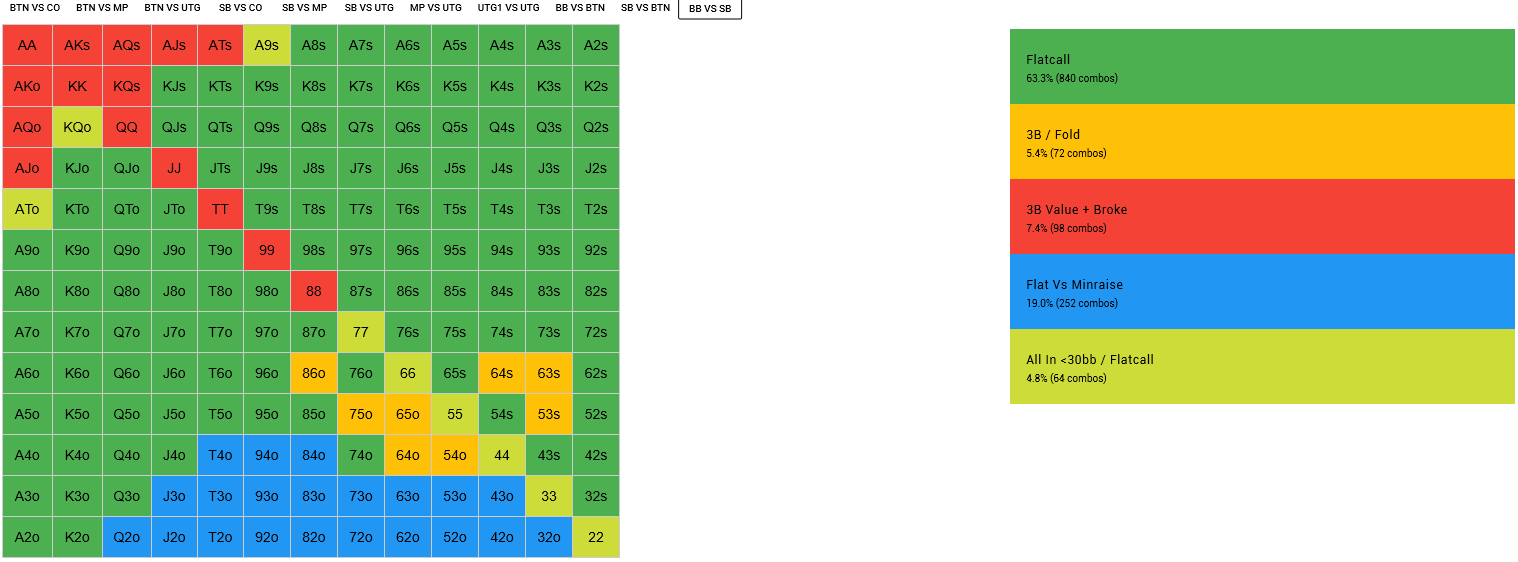 BTN VS CO BTN VS MP BTN VS UTG SB VS CO SB VS MP SB VS UTG MP VS UTG UTG1 VS UTG BB VS BTN SB VS BTN BB VS SB
AA AKs AQs AJs ATs A9s A8s A7s A6s A5s A4s A3s A2s
AKo KK KQs KJs KTs K9s K8s K7s K6s K5s K4s K3s K2s
AQo KQo QQ QJs QTs Q9s Q8s Q7s Q6s Q5s Q4s Q3s Q2s
AJo KJo QJo JJ JTs J9s J8s J7s J6s J5s J4s J3s J2s
ATo KTo QTo JTo TT T9s T8s T7s T6s T5s T4s T3s T2s
A9o K9o Q9o J9o T9o 99 98s 97s 96s 95s 94s 93s 92s
A8o K8o Q8o J8o T8o 98o 88 87s 86s 85s 84s 83s 82s
A7o K7o Q7o J7o T7o 97o 87o 77 76s 75s 74s 73s 72s
A6o K6o Q6o J6o T6o 96o 86o 76o 66 65s 64s 63s 62s
A5o K5o Q5o J5o T5o 95o 85o 75o 65o 55 54s 53s 52s
A4o K4o Q4o J4o T4o 94o 84o 74o 64o 54o 44 43s 42s
A3o K3o Q3o J3o T3o 93o 83o 73o 63o 53o 43o 33 32s
A2o K2o Q2o J2o T2o 92o 82o 72o 62o 52o 42o 32o 22
Flatcall
63.3% (840 combos)
3B / Fold
5.4% (72 combos)
3B Value + Broke
7.4% (98 combos)
Flat Vs Minraise
19.0% (252 combos)
All In <30bb / Flatcall
4.8% (64 combos)